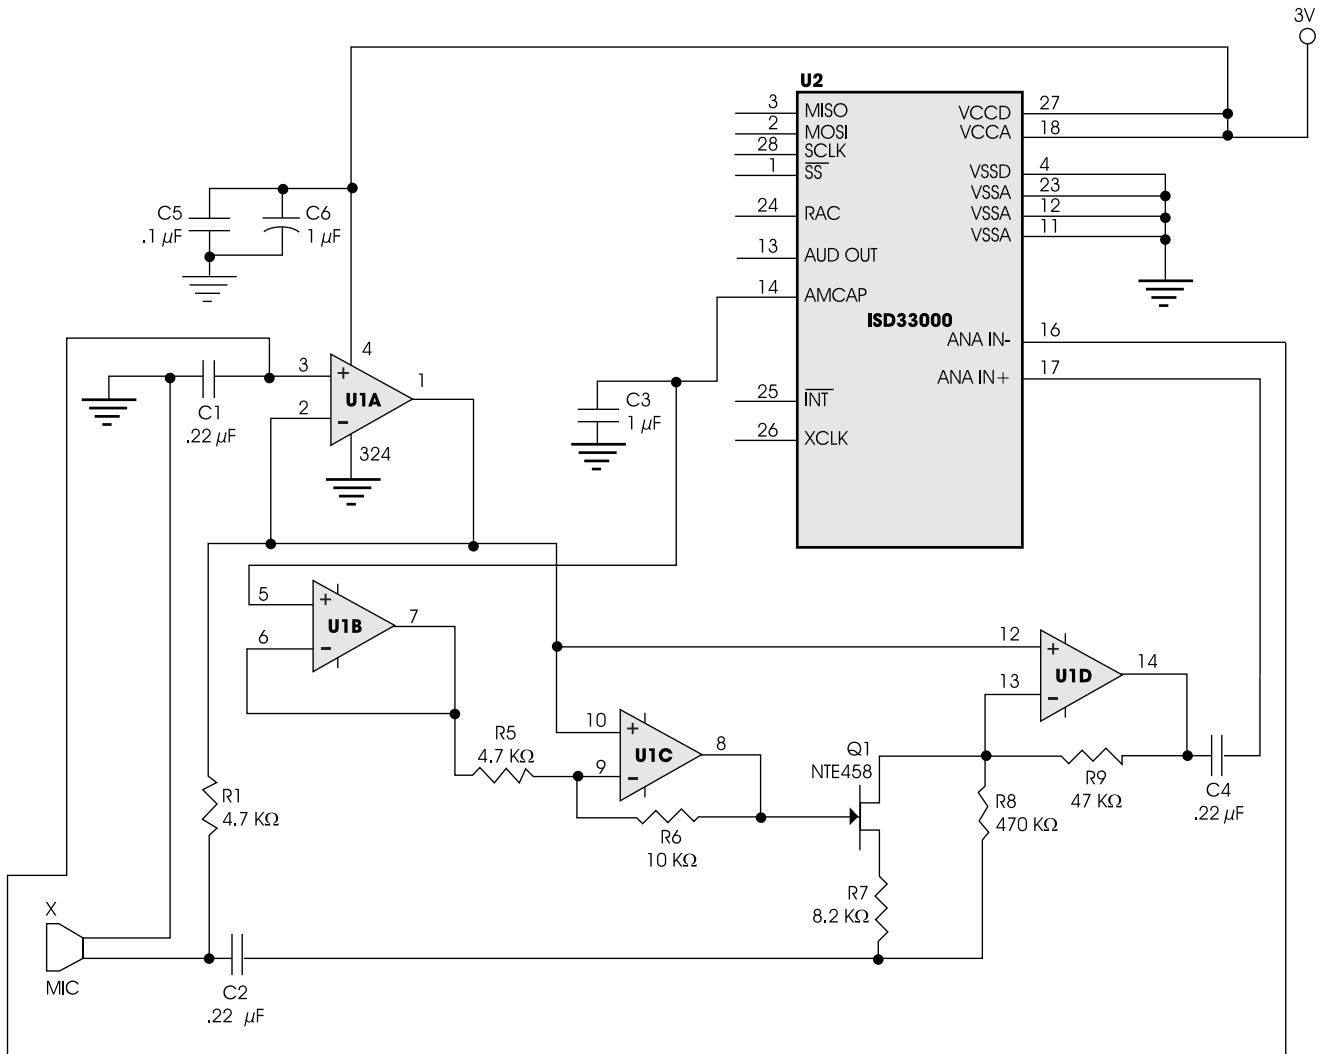 3V
U2
3 MISO
2 MOSI
28 SCLK
1 SS
24 RAC
13 AUD OUT
14 AMCAP
25 INT
26 XCLK
ISD33000
VCCD 27
VCCA 18
VSSD 4
VSSA 23
VSSA 12
VSSA 11
ANA IN- 16
ANA IN+ 17
C5
.1 µF
C6
1 µF
4
3
+
U1A
1
2
-
324
C1
.22 µF
C3
1 µF
5
+
U1B
7
6
-
12
+
U1D
14
13
-
10
+
U1C
8
9
-
R5
4.7 KΩ
R6
10 KΩ
Q1
NTE458
R8
470 KΩ
R9
47 KΩ
C4
.22 µF
R1
4.7 KΩ
R7
8.2 KΩ
X
MIC
C2
.22 µF